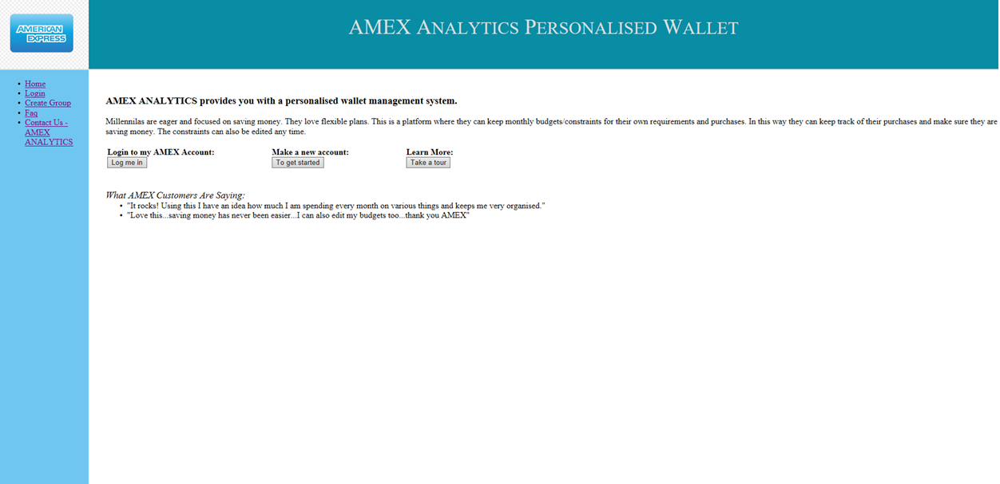 AMERICAN
EXPRESS
AMEX Analytics Personalised Wallet
Home
Login
Create Group
Faq
Contact Us -
AMEX
ANALYTICS
AMEX ANALYTICS provides you with a personalised wallet management system.
Millennilas are eager and focused on saving money. They love flexible plans. This is a platform where they can keep monthly budgets/constraints for their own requirements and purchases. In this way they can keep track of their purchases and make sure they are
saving money. The constraints can also be edited any time.
Login to my AMEX Account: Make a new account: Learn More:
Log me in To get started Take a tour
What AMEX Customers Are Saying:
"It rocks! Using this I have an idea how much I am spending every month on various things and keeps me very organised."
"Love this...saving money has never been easier...I can also edit my budgets too...thank you AMEX"